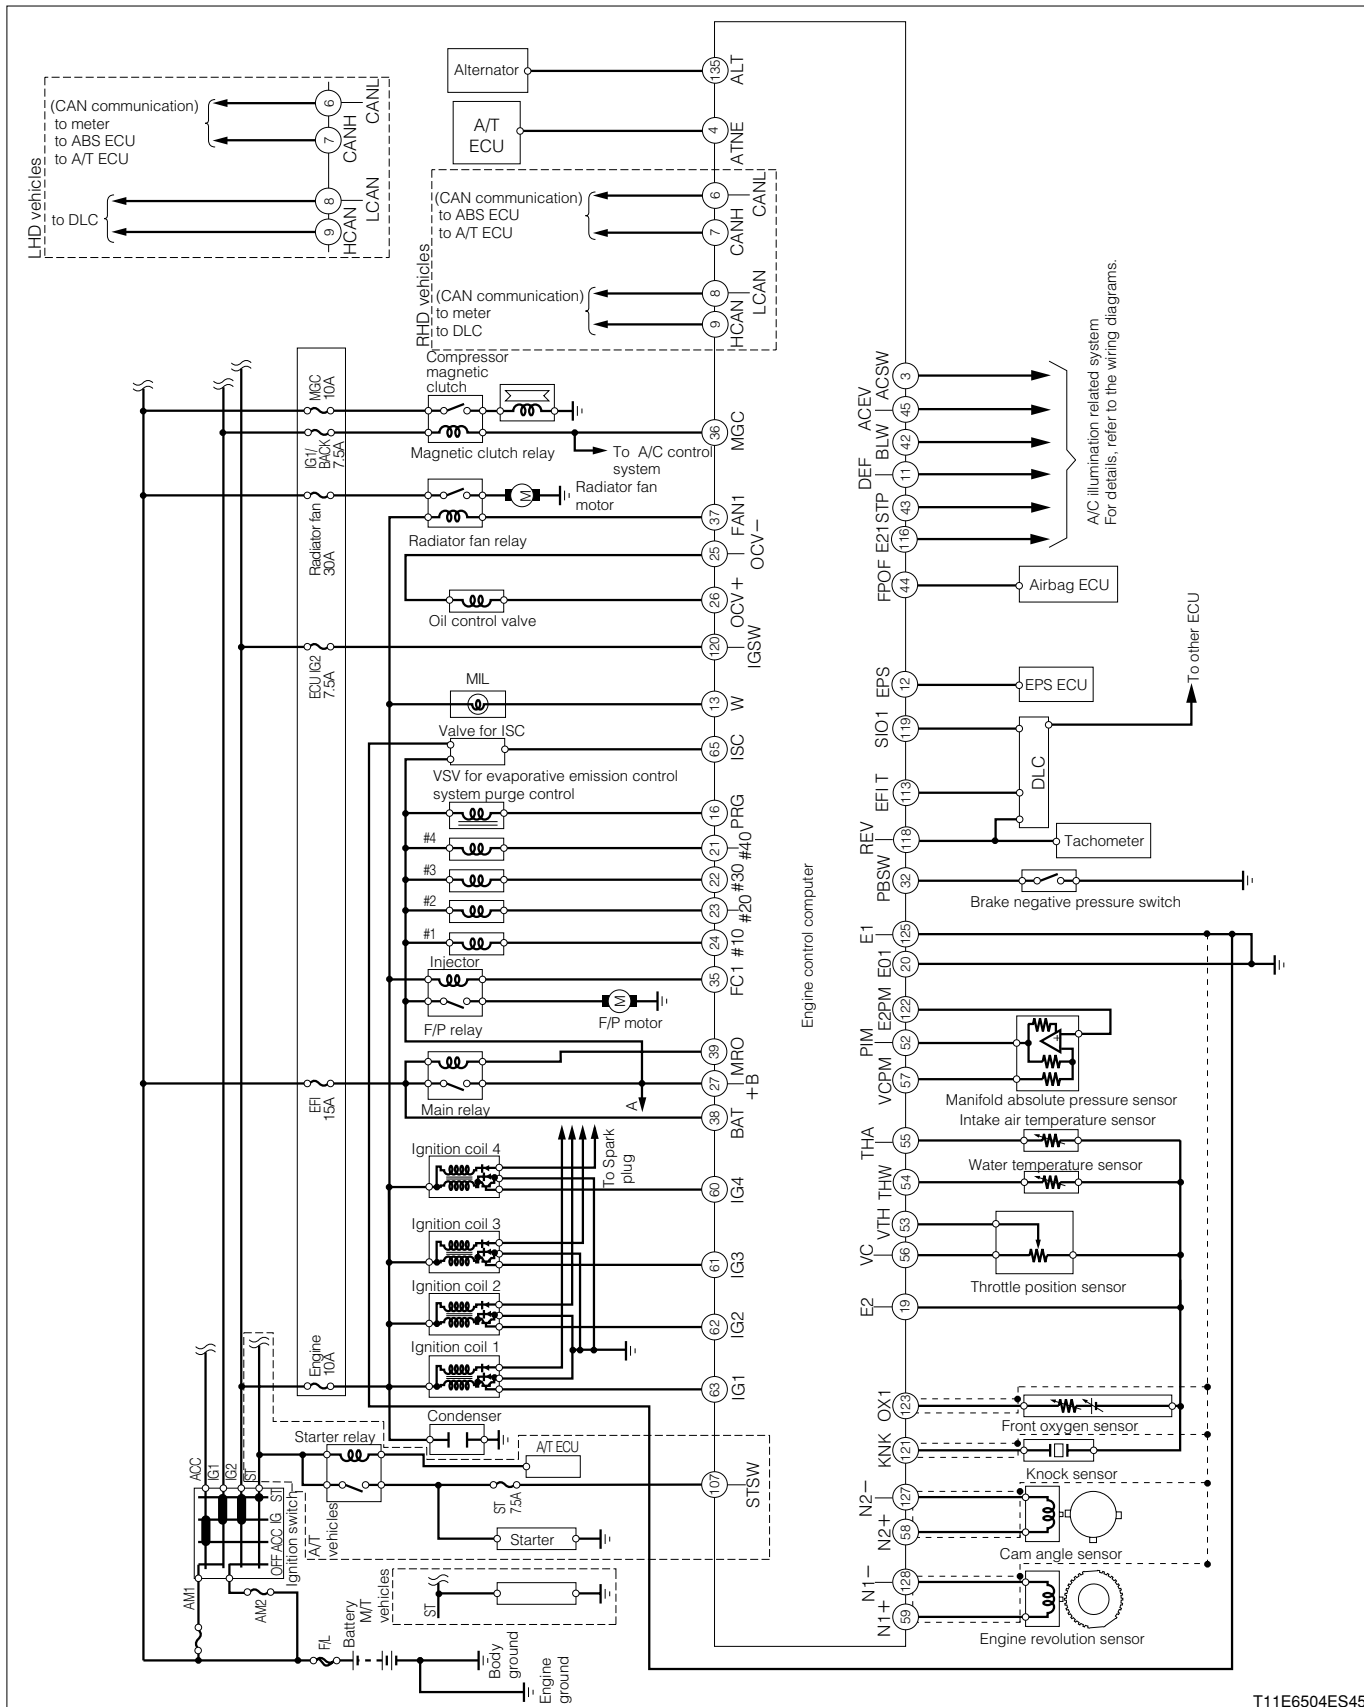 LHD vehicles
(CAN communication)
to meter
to ABS ECU
to A/T ECU
6
CANL
7
CANH
to DLC
8
LCAN
9
HCAN
Alternator
135
ALT
A/T
ECU
4
ATNE
RHD vehicles
(CAN communication)
to ABS ECU
to A/T ECU
6
CANL
7
CANH
(CAN communication)
to meter
to DLC
8
LCAN
9
HCAN
MGC
10A
Compressor
magnetic
clutch
IG1/
BACK
7.5A
Magnetic clutch relay
To A/C control
system
36
MGC
Radiator fan
30A
Radiator fan
motor
Radiator fan relay
37
FAN1
25
OCV−
26
OCV+
Oil control valve
ECU IG2
7.5A
120
IGSW
MIL
13
W
Valve for ISC
65
ISC
VSV for evaporative emission control
system purge control
16
PRG
#4
21
#40
#3
22
#30
#2
23
#20
#1
24
#10
Injector
35
FC1
F/P relay
M
F/P motor
39
MRO
EFI
15A
27
+B
Main relay
A
38
BAT
Ignition coil 4
To Spark
plug
60
IG4
Ignition coil 3
61
IG3
Ignition coil 2
62
IG2
Engine
10A
Ignition coil 1
63
IG1
Condenser
Starter relay
A/T ECU
ST
7.5A
107
STSW
Starter
A/T
vehicles
ACC
IG1
IG2
ST
OFF ACC IG ST
Ignition switch
AM1
AM2
F/L
Battery
M/T
vehicles
ST
Body
ground
Engine
ground
Engine control computer
3
ACSW
45
ACEV
42
BLW
11
DEF
43
STP
116
E21
A/C illumination related system
For details, refer to the wiring diagrams.
44
FPOF
Airbag ECU
To other ECU
12
EPS
EPS ECU
119
SIO1
DLC
113
EFI T
118
REV
Tachometer
32
PBSW
Brake negative pressure switch
125
E1
20
E01
122
E2PM
52
PIM
57
VCPM
Manifold absolute pressure sensor
Intake air temperature sensor
55
THA
Water temperature sensor
54
THW
53
VTH
56
VC
Throttle position sensor
19
E2
123
OX1
Front oxygen sensor
121
KNK
Knock sensor
127
N2−
58
N2+
Cam angle sensor
128
N1−
59
N1+
Engine revolution sensor
M
T11E6504ES45